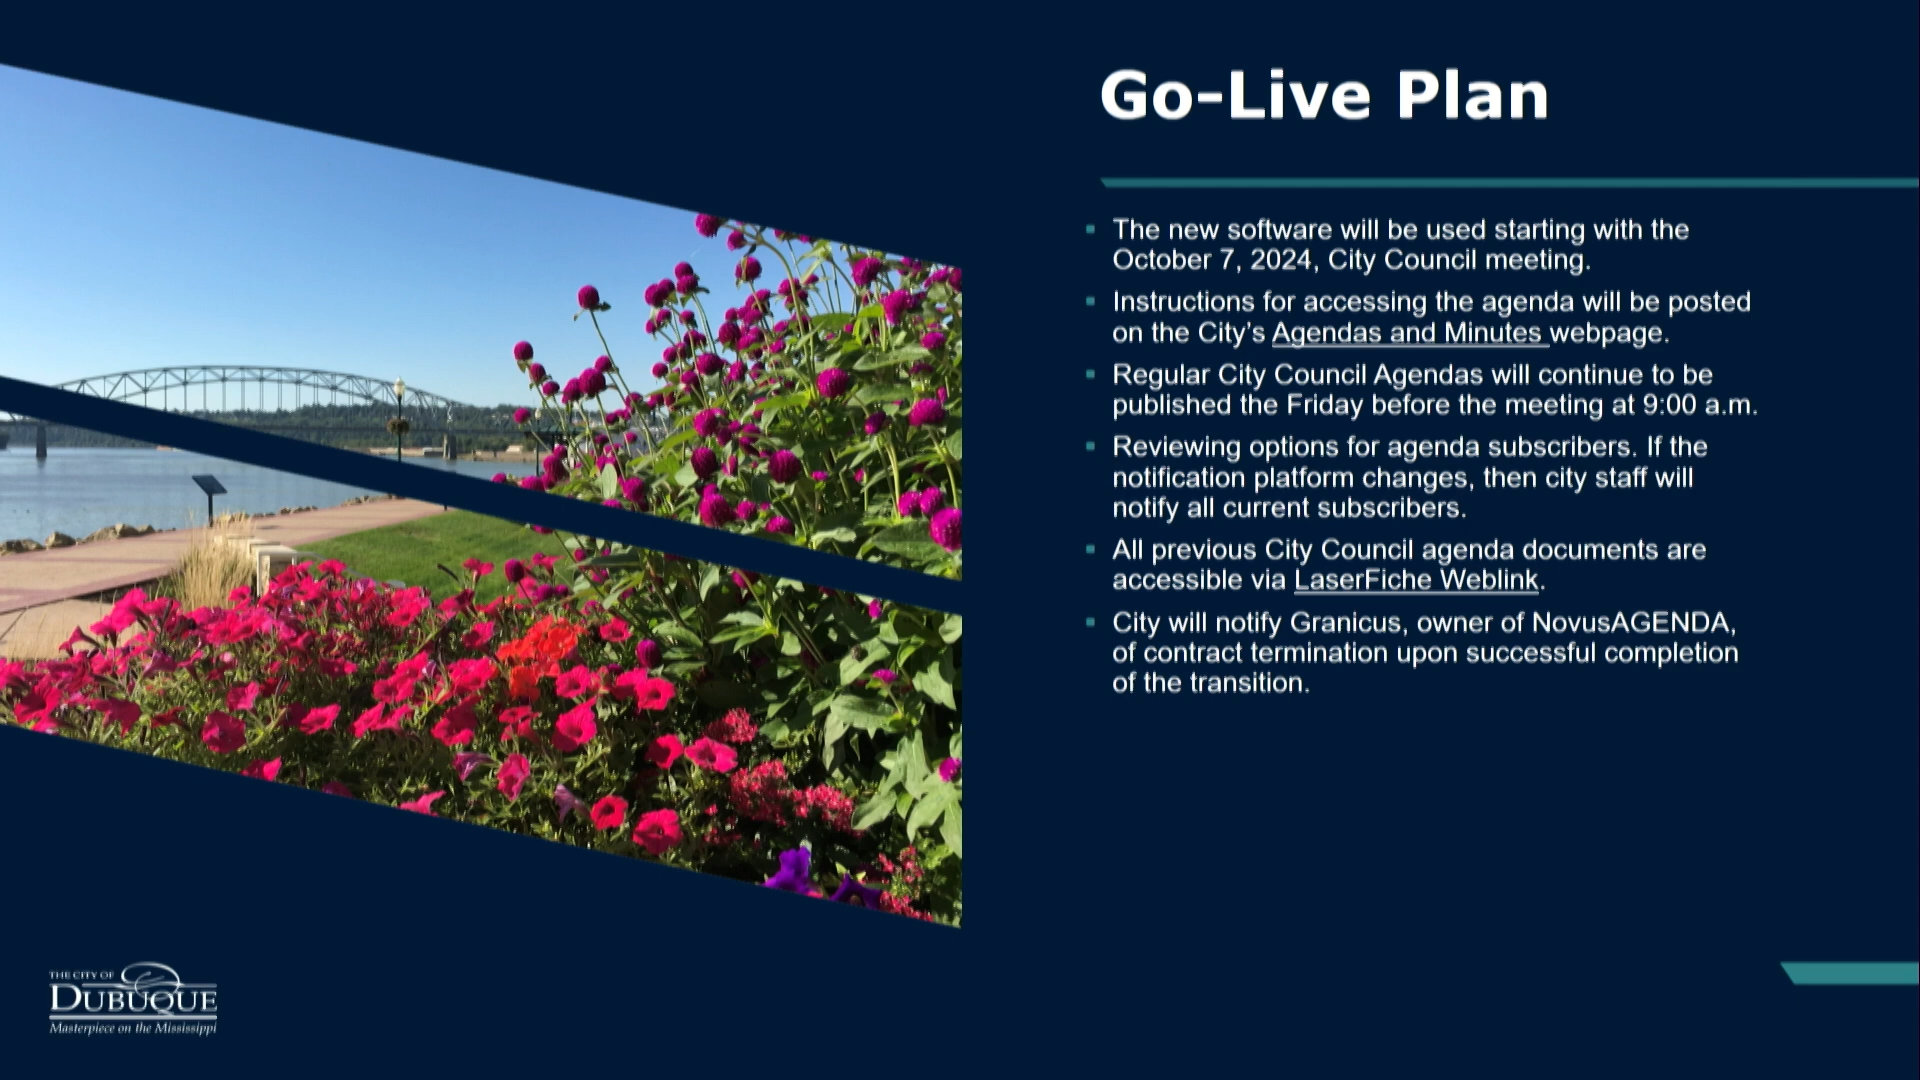 Go-Live Plan
The new software will be used starting with the
October 7, 2024, City Council meeting.
Instructions for accessing the agenda will be posted
on the City's Agendas and Minutes webpage.
Regular City Council Agendas will continue to be
published the Friday before the meeting at 9:00 a.m.
Reviewing options for agenda subscribers. If the
notification platform changes, then city staff will
notify all current subscribers.
All previous City Council agenda documents are
accessible via LaserFiche Weblink.
City will notify Granicus, owner of NovusAGENDA,
of contract termination upon successful completion
of the transition.
THE CITY OF
DUBUQUE
Masterpiece on the Mississippi